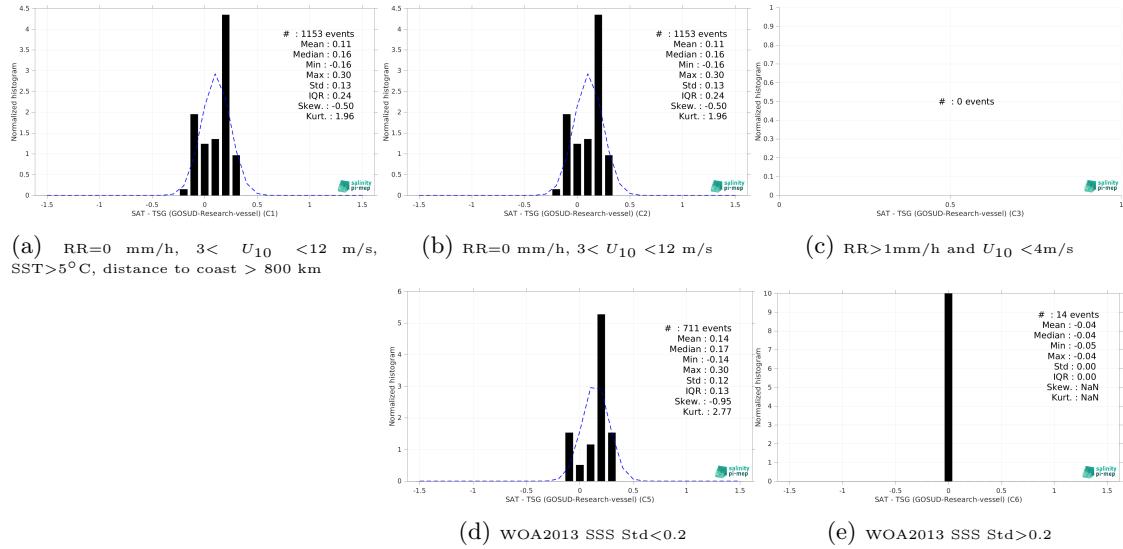 4.5
4
3.5
3
2.5
2
1.5
1
0.5
0
Normalized histogram
# : 1153 events
Mean : 0.11
Median : 0.16
Min : -0.16
Max : 0.30
Std : 0.13
IQR : 0.24
Skew. : -0.50
Kurt. : 1.96
salinity
pi-mep
-1.5 -1 -0.5 0 0.5 1 1.5
SAT - TSG (GOSUD-Research-vessel) (C1)
(a) RR=0 mm/h, 3< U10 <12 m/s,
SST>5°C, distance to coast > 800 km
4.5
4
3.5
3
2.5
2
1.5
1
0.5
0
Normalized histogram
# : 1153 events
Mean : 0.11
Median : 0.16
Min : -0.16
Max : 0.30
Std : 0.13
IQR : 0.24
Skew. : -0.50
Kurt. : 1.96
salinity
pi-mep
-1.5 -1 -0.5 0 0.5 1 1.5
SAT - TSG (GOSUD-Research-vessel) (C2)
(b) RR=0 mm/h, 3< U10 <12 m/s
1
0.9
0.8
0.7
0.6
0.5
0.4
0.3
0.2
0.1
0
Normalized histogram
# : 0 events
salinity
pi-mep
0 0.5 1
SAT - TSG (GOSUD-Research-vessel) (C3)
(c) RR>1mm/h and U10 <4m/s
6
5
4
3
2
1
0
Normalized histogram
# : 711 events
Mean : 0.14
Median : 0.17
Min : -0.14
Max : 0.30
Std : 0.12
IQR : 0.13
Skew. : -0.95
Kurt. : 2.77
salinity
pi-mep
-1.5 -1 -0.5 0 0.5 1 1.5
SAT - TSG (GOSUD-Research-vessel) (C5)
(d) WOA2013 SSS Std<0.2
10
9
8
7
6
5
4
3
2
1
0
Normalized histogram
# : 14 events
Mean : -0.04
Median : -0.04
Min : -0.05
Max : -0.04
Std : 0.00
IQR : 0.00
Skew. : NaN
Kurt. : NaN
salinity
pi-mep
-1.5 -1 -0.5 0 0.5 1 1.5
SAT - TSG (GOSUD-Research-vessel) (C6)
(e) WOA2013 SSS Std>0.2